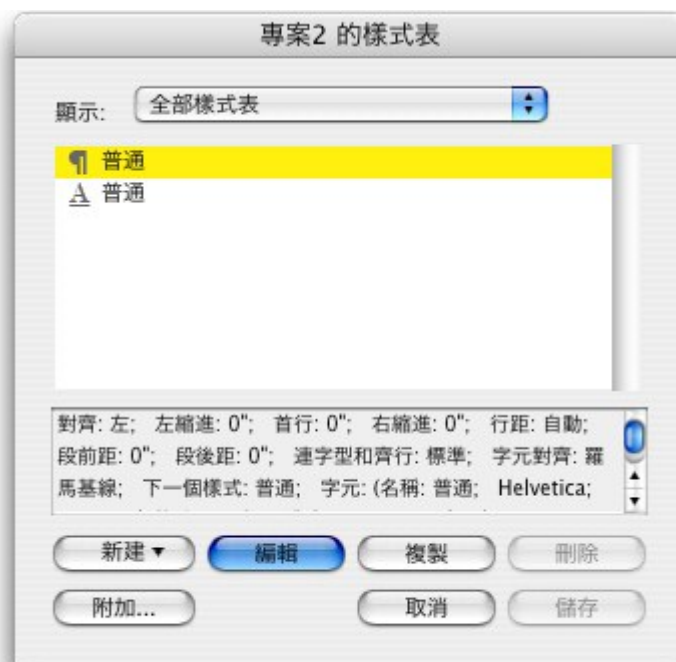 專案2 的樣式表
顯示: 全部樣式表
¶ 普通
A 普通
對齊: 左; 左縮進: 0"; 首行: 0"; 右縮進: 0"; 行距: 自動;
段前距: 0"; 段後距: 0"; 連字型和齊行: 標準; 字元對齊: 羅
馬基線; 下一個樣式: 普通; 字元: (名稱: 普通; Helvetica;
新建▼ 編輯 複製 刪除
附加... 取消 儲存